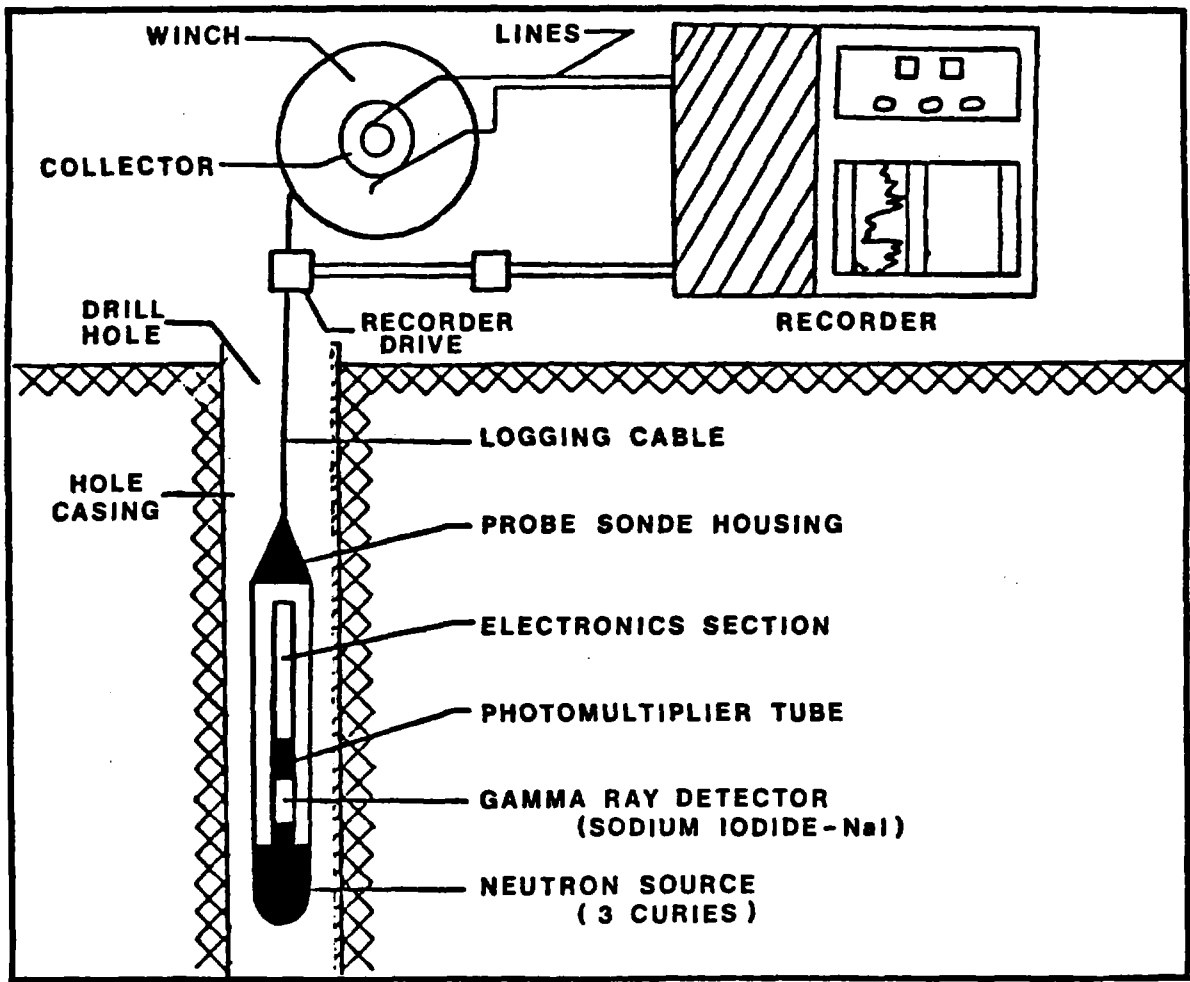 WINCH
LINES
COLLECTOR
DRILL
HOLE
RECORDER
DRIVE
RECORDER
LOGGING CABLE
HOLE
CASING
PROBE SONDE HOUSING
ELECTRONICS SECTION
PHOTOMULTIPLIER TUBE
GAMMA RAY DETECTOR
(SODIUM IODIDE-NaI)
NEUTRON SOURCE
(3 CURIES)